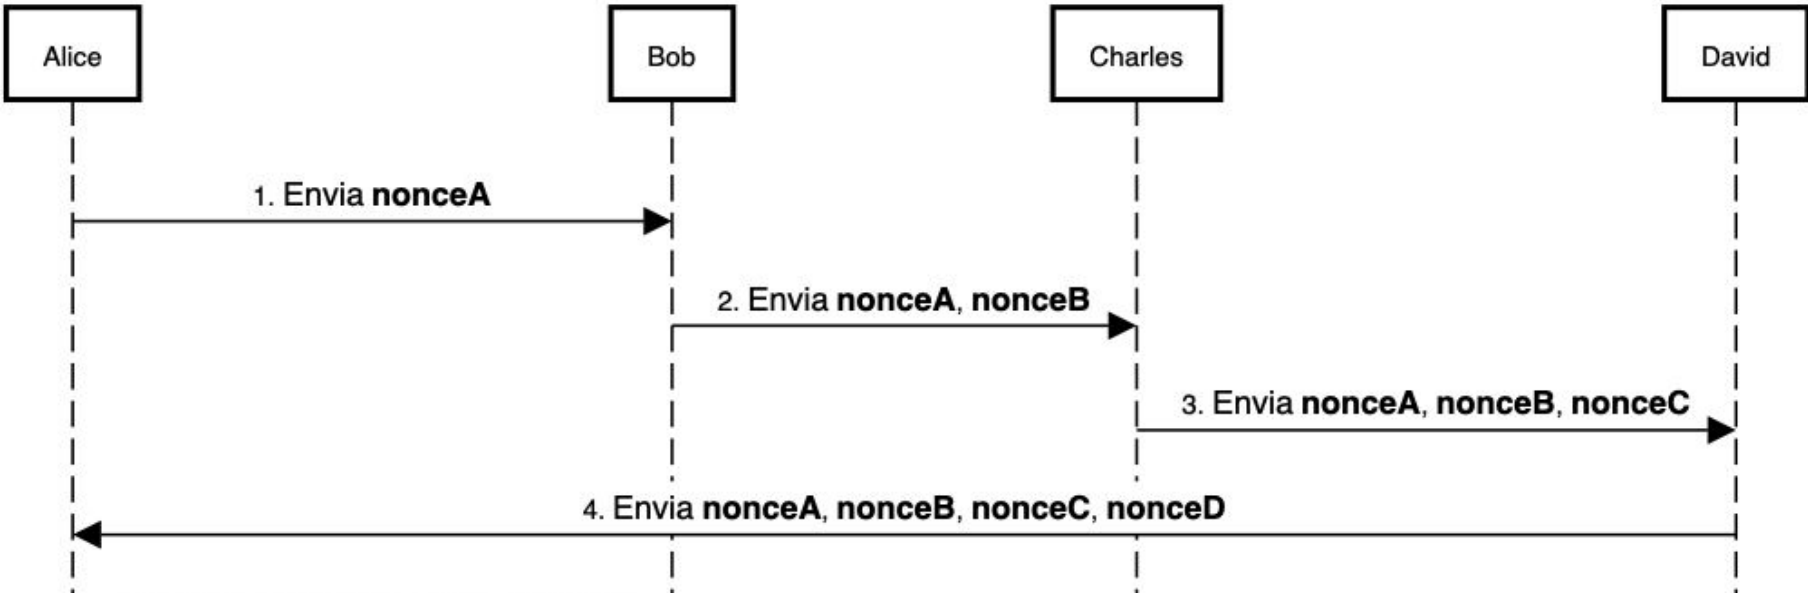 Alice
Bob
Charles
David
1. Envia nonceA
2. Envia nonceA, nonceB
3. Envia nonceA, nonceB, nonceC
4. Envia nonceA, nonceB, nonceC, nonceD